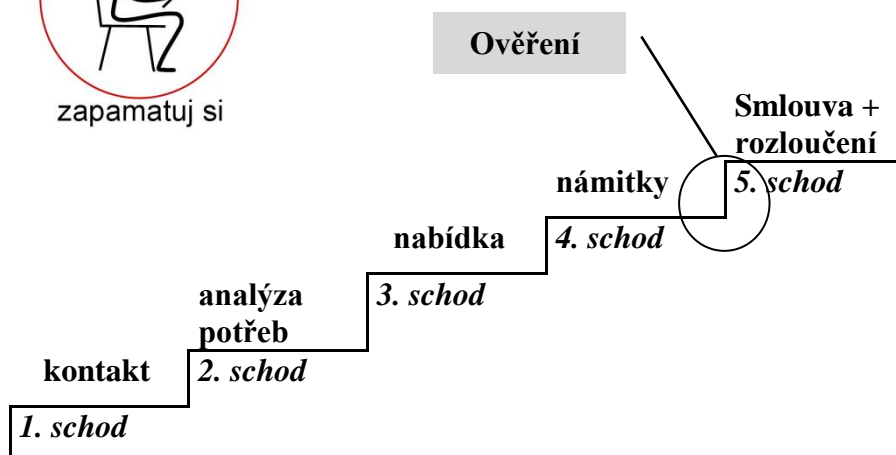 Ověření
zapamatuj si
Smlouva +
rozloučení
5. schod
námitky
4. schod
nabídka
3. schod
analýza
potřeb
2. schod
kontakt
1. schod